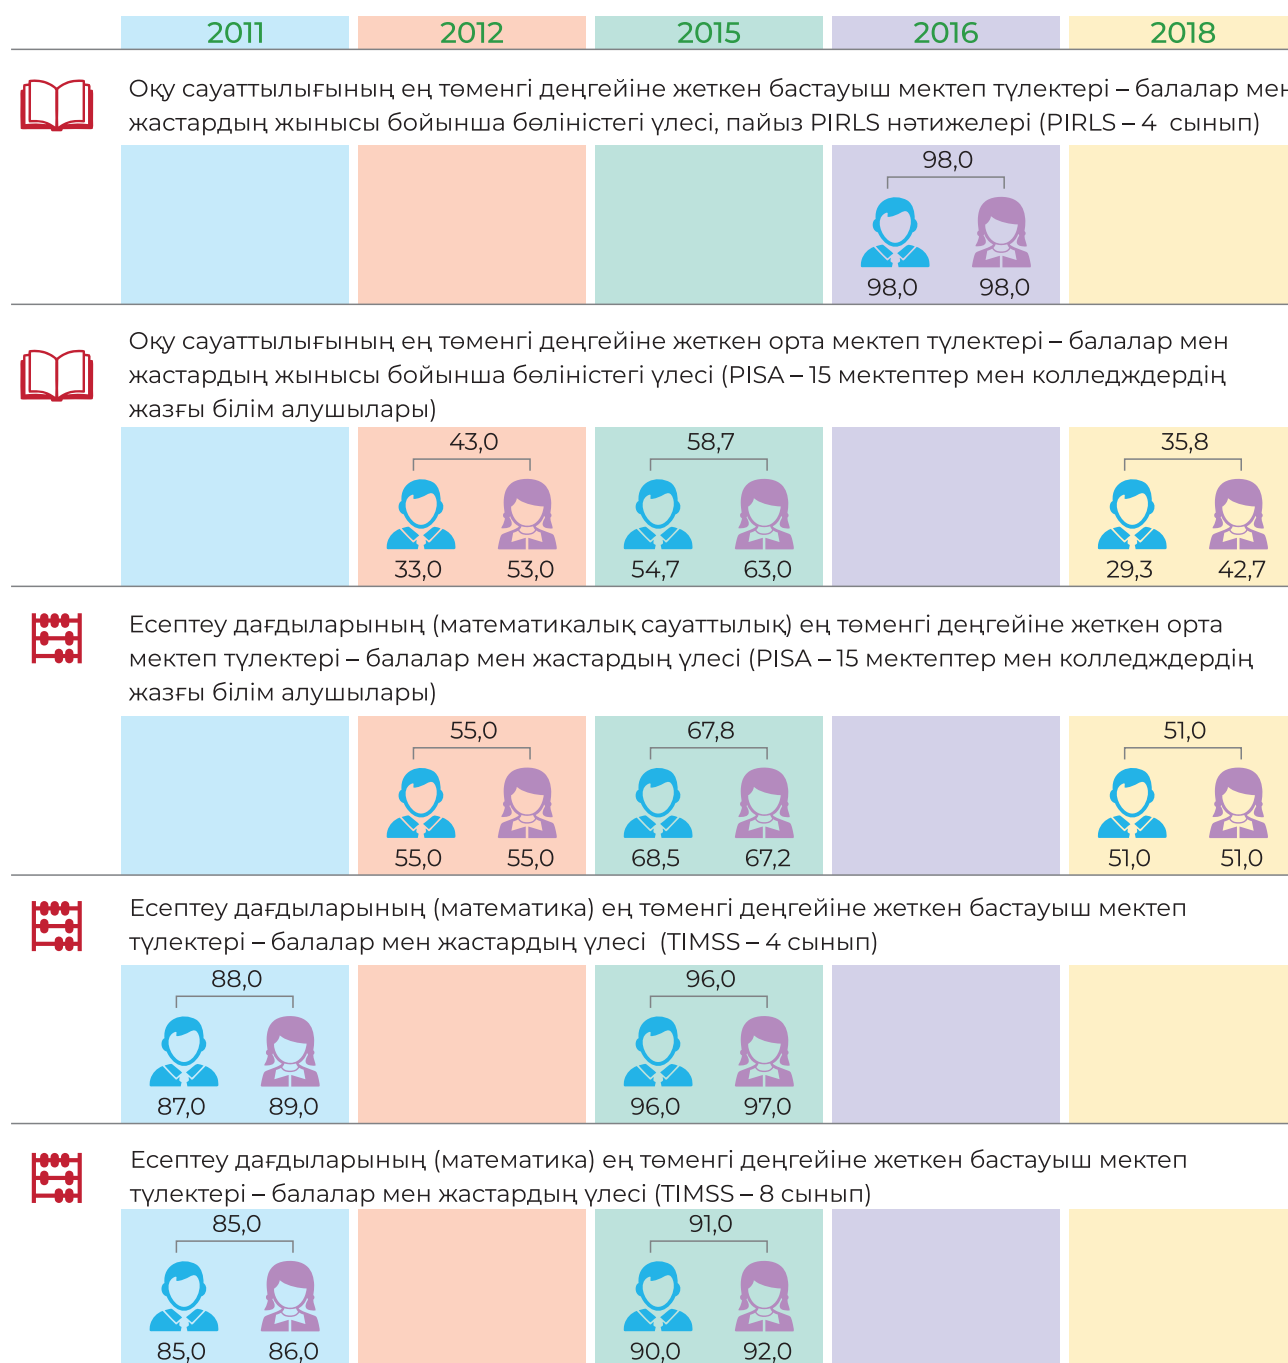 2011 2012 2015 2016 2018
Оқу сауаттылығының ең төменгі деңгейіне жеткен бастауыш мектеп түлектері – балалар мен
жастардың жынысы бойынша бөліністегі үлесі, пайыз PIRLS нәтижелері (PIRLS – 4 сынып)
98,0
98,0 98,0
Оқу сауаттылығының ең төменгі деңгейіне жеткен орта мектеп түлектері – балалар мен
жастардың жынысы бойынша бөліністегі үлесі (PISA – 15 мектептер мен колледждердің
жазғы білім алушылары)
43,0 58,7 35,8
33,0 53,0 54,7 63,0 29,3 42,7
Есептеу дағдыларының (математикалық сауаттылық) ең төменгі деңгейіне жеткен орта
мектеп түлектері – балалар мен жастардың үлесі (PISA – 15 мектептер мен колледждердің
жазғы білім алушылары)
55,0 67,8 51,0
55,0 55,0 68,5 67,2 51,0 51,0
Есептеу дағдыларының (математика) ең төменгі деңгейіне жеткен бастауыш мектеп
түлектері – балалар мен жастардың үлесі (TIMSS – 4 сынып)
88,0 96,0
87,0 89,0 96,0 97,0
Есептеу дағдыларының (математика) ең төменгі деңгейіне жеткен бастауыш мектеп
түлектері – балалар мен жастардың үлесі (TIMSS – 8 сынып)
85,0 91,0
85,0 86,0 90,0 92,0